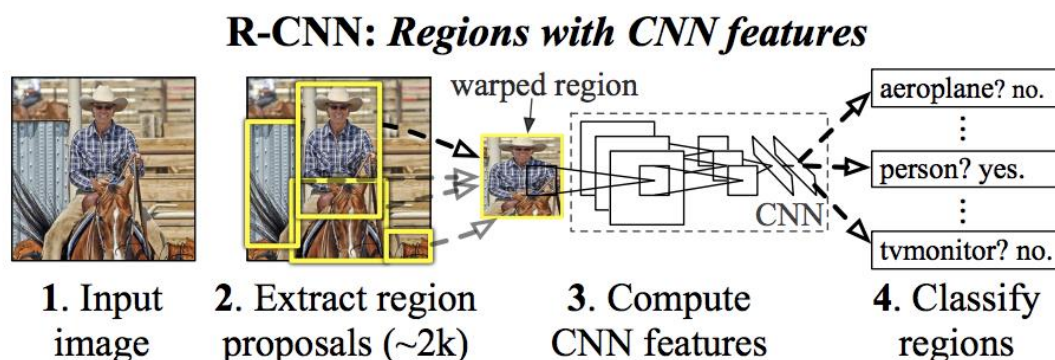 R-CNN: Regions with CNN features
warped region
aeroplane? no.
person? yes.
tvmonitor? no.
CNN
1. Input
image
2. Extract region
proposals (~2k)
3. Compute
CNN features
4. Classify
regions